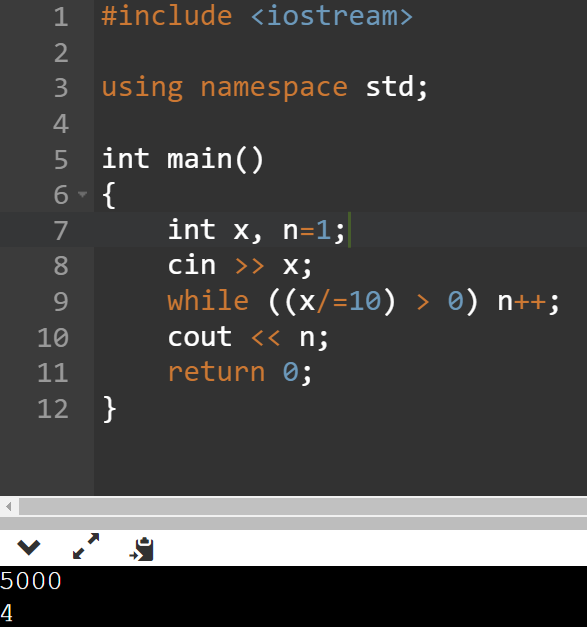 1 #include <iostream>
2
3 using namespace std;
4
5 int main()
6 {
7     int x, n=1;
8     cin >> x;
9     while ((x/=10) > 0) n++;
10     cout << n;
11     return 0;
12 }
5000
4